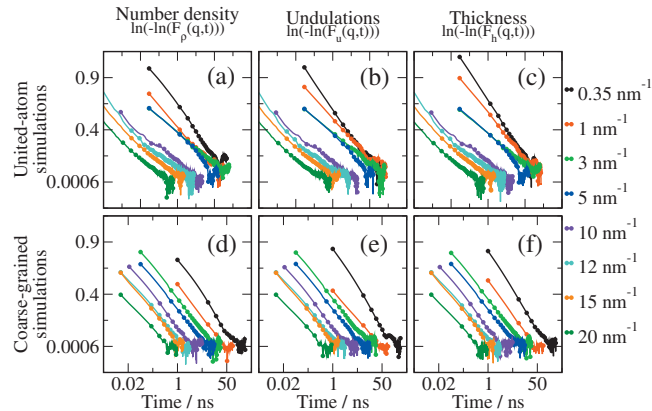 Number density
ln(-ln(F_ρ(q,t)))
Undulations
ln(-ln(F_u(q,t)))
Thickness
ln(-ln(F_h(q,t)))
United-atom
simulations
0.9
0.4
0.0006
(a)
(b)
(c)
0.35 nm⁻¹
1 nm⁻¹
3 nm⁻¹
5 nm⁻¹
Coarse-grained
simulations
0.9
0.4
0.0006
(d)
(e)
(f)
10 nm⁻¹
12 nm⁻¹
15 nm⁻¹
20 nm⁻¹
0.02
1
50
0.02
1
50
0.02
1
50
Time / ns
Time / ns
Time / ns